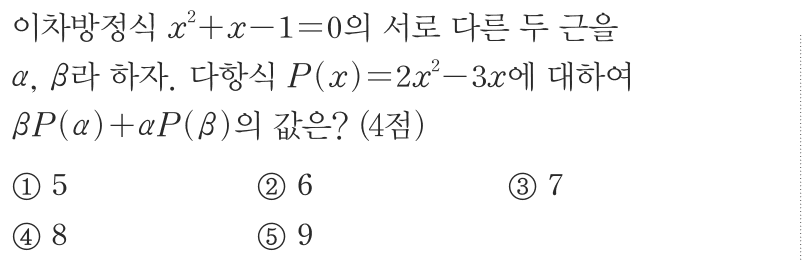 이차방정식 x²+x−1=0의 서로 다른 두 근을
α, β라 하자. 다항식 P(x)=2x²−3x에 대하여
βP(α)+αP(β)의 값은? (4점)
① 5 ② 6 ③ 7
④ 8 ⑤ 9